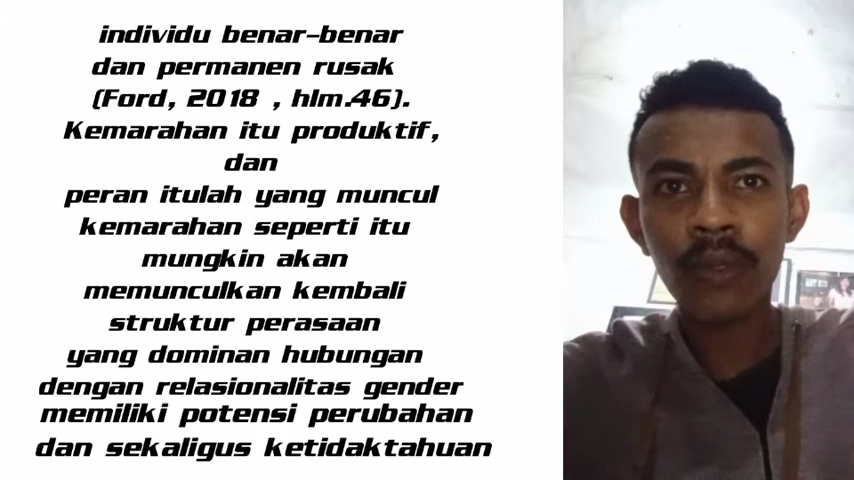 individu benar-benar
dan permanen rusak
(Ford, 2018 , hlm.46).
Kemarahan itu produktif,
dan
peran itulah yang muncul
kemarahan seperti itu
mungkin akan
memunculkan kembali
struktur perasaan
yang dominan hubungan
dengan relasionalitas gender
memiliki potensi perubahan
dan sekaligus ketidaktahuan